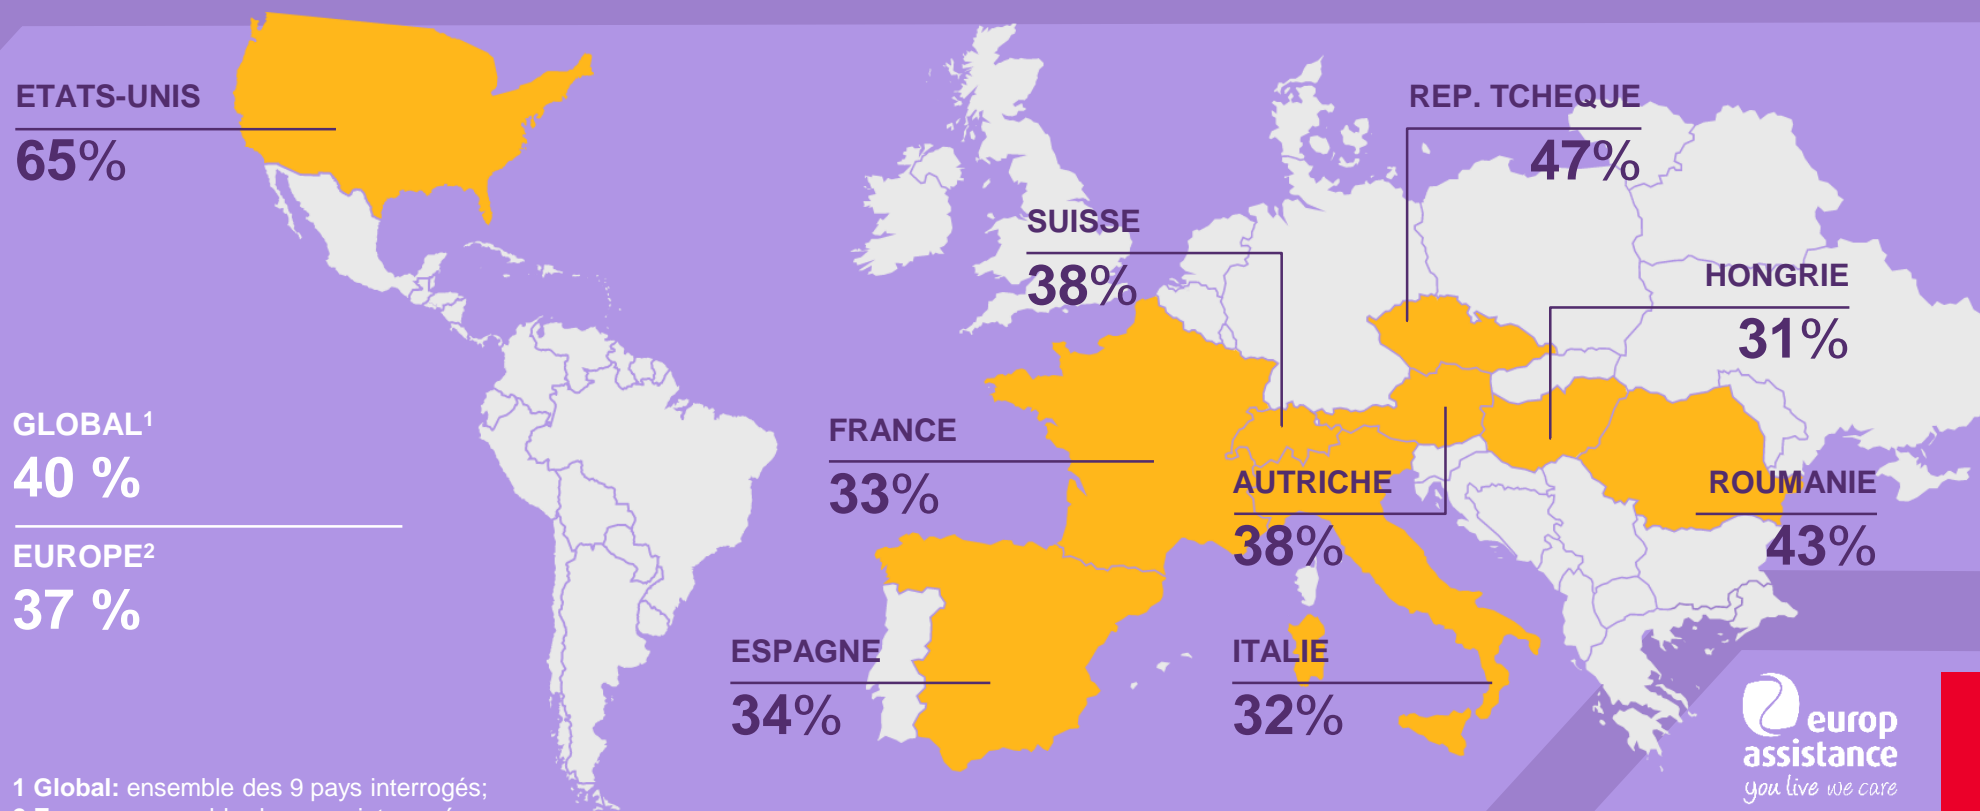 ETATS-UNIS
65%
REP. TCHEQUE
47%
SUISSE
38%
HONGRIE
31%
GLOBAL¹
40 %
EUROPE²
37 %
FRANCE
33%
AUTRICHE
38%
ROUMANIE
43%
ESPAGNE
34%
ITALIE
32%
europ
assistance
you live we care
1 Global: ensemble des 9 pays interrogés;